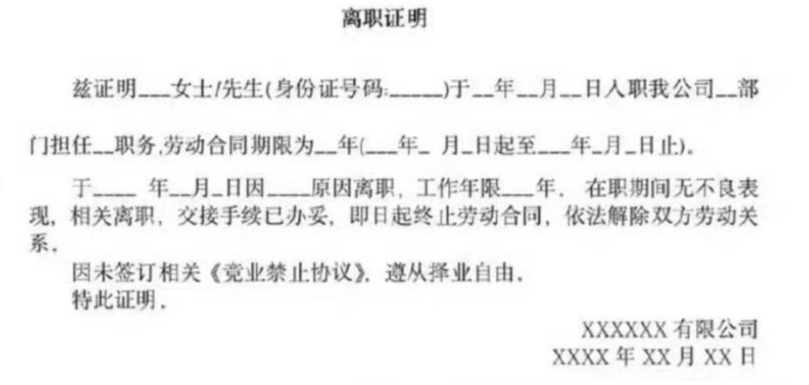 离职证明
兹证明___女士/先生(身份证号码:_____)于__年__月__日入职我公司__部
门担任__职务,劳动合同期限为__年(___年_ 月_日起至___年_月_日止)。
于____ 年__月_日因____原因离职，工作年限___年． 在职期间无不良表
现，相关离职，交接手续已办妥，即日起终止劳动合同，依法解除双方劳动关
系．
因未签订相关《竞业禁止协议》，遵从择业自由．
特此证明．
XXXXXX 有限公司
XXXX 年 XX 月 XX 日